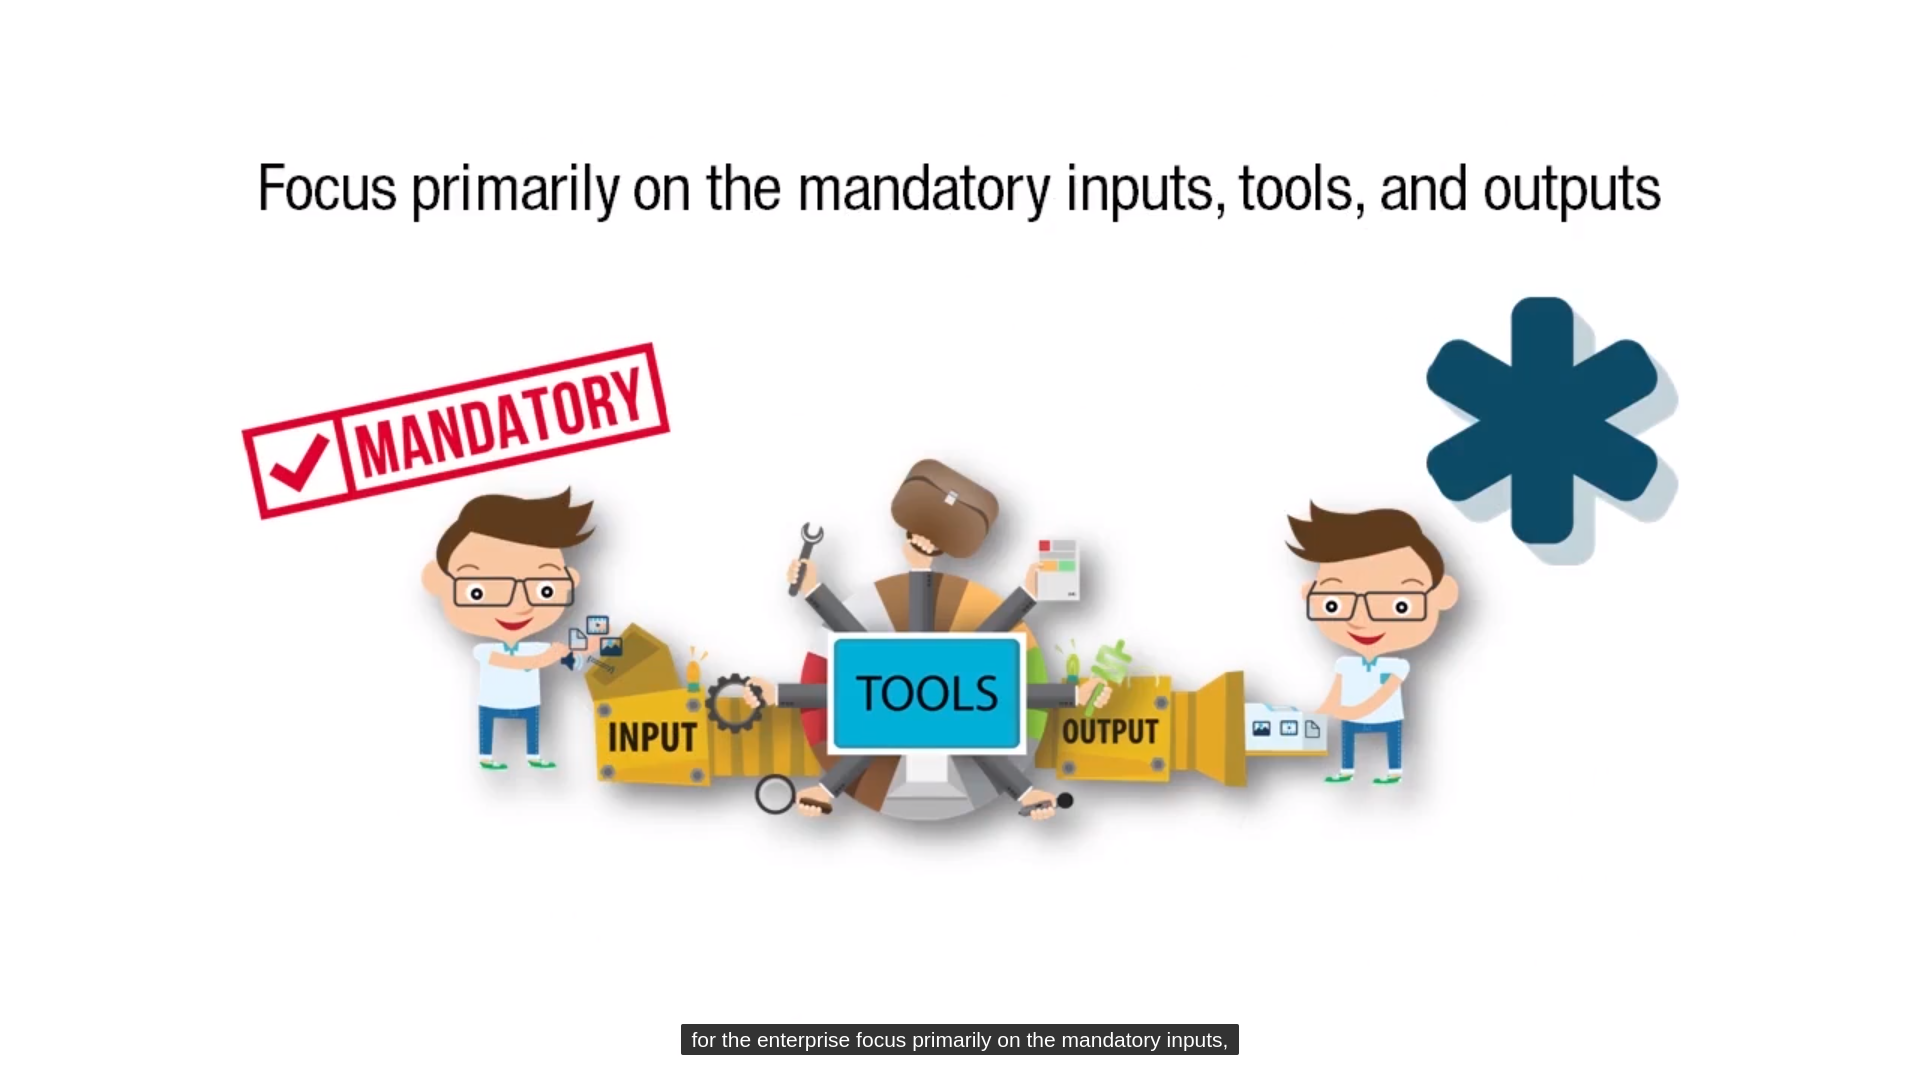 Focus primarily on the mandatory inputs, tools, and outputs
MANDATORY
INPUT
TOOLS
OUTPUT
for the enterprise focus primarily on the mandatory inputs,